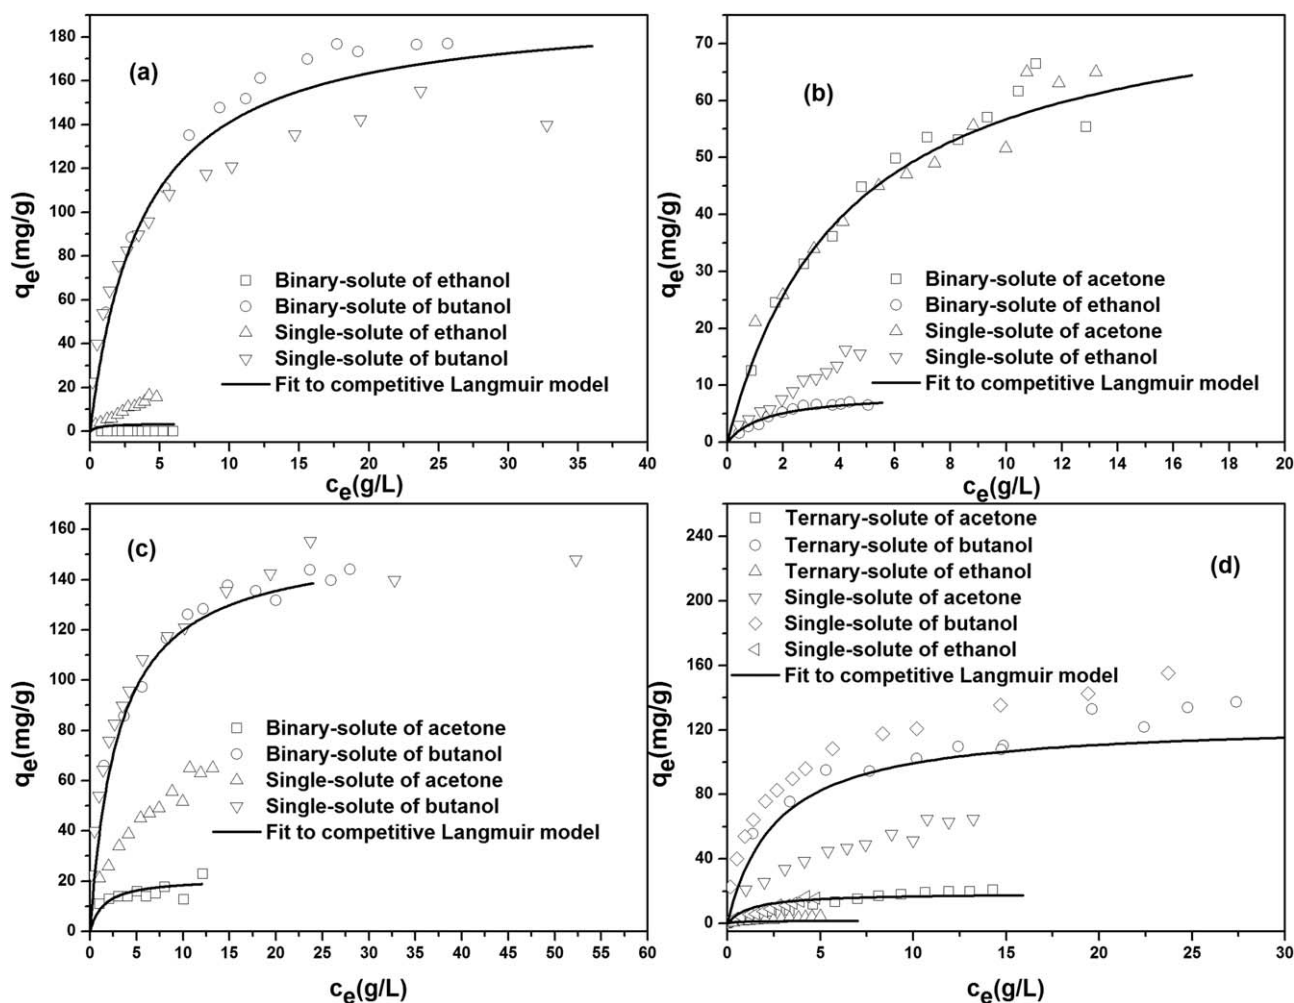 (a)
180
160
140
120
100
80
60
40
20
0
qe(mg/g)
Binary-solute of ethanol
Binary-solute of butanol
Single-solute of ethanol
Single-solute of butanol
Fit to competitive Langmuir model
0 5 10 15 20 25 30 35 40
ce(g/L)
(b)
70
60
50
40
30
20
10
0
qe(mg/g)
Binary-solute of acetone
Binary-solute of ethanol
Single-solute of acetone
Single-solute of ethanol
Fit to competitive Langmuir model
0 2 4 6 8 10 12 14 16 18 20
ce(g/L)
(c)
160
140
120
100
80
60
40
20
0
qe(mg/g)
Binary-solute of acetone
Binary-solute of butanol
Single-solute of acetone
Single-solute of butanol
Fit to competitive Langmuir model
0 5 10 15 20 25 30 35 40 45 50 55 60
ce(g/L)
(d)
240
200
160
120
80
40
0
qe(mg/g)
Ternary-solute of acetone
Ternary-solute of butanol
Ternary-solute of ethanol
Single-solute of acetone
Single-solute of butanol
Single-solute of ethanol
Fit to competitive Langmuir model
0 5 10 15 20 25 30
ce(g/L)